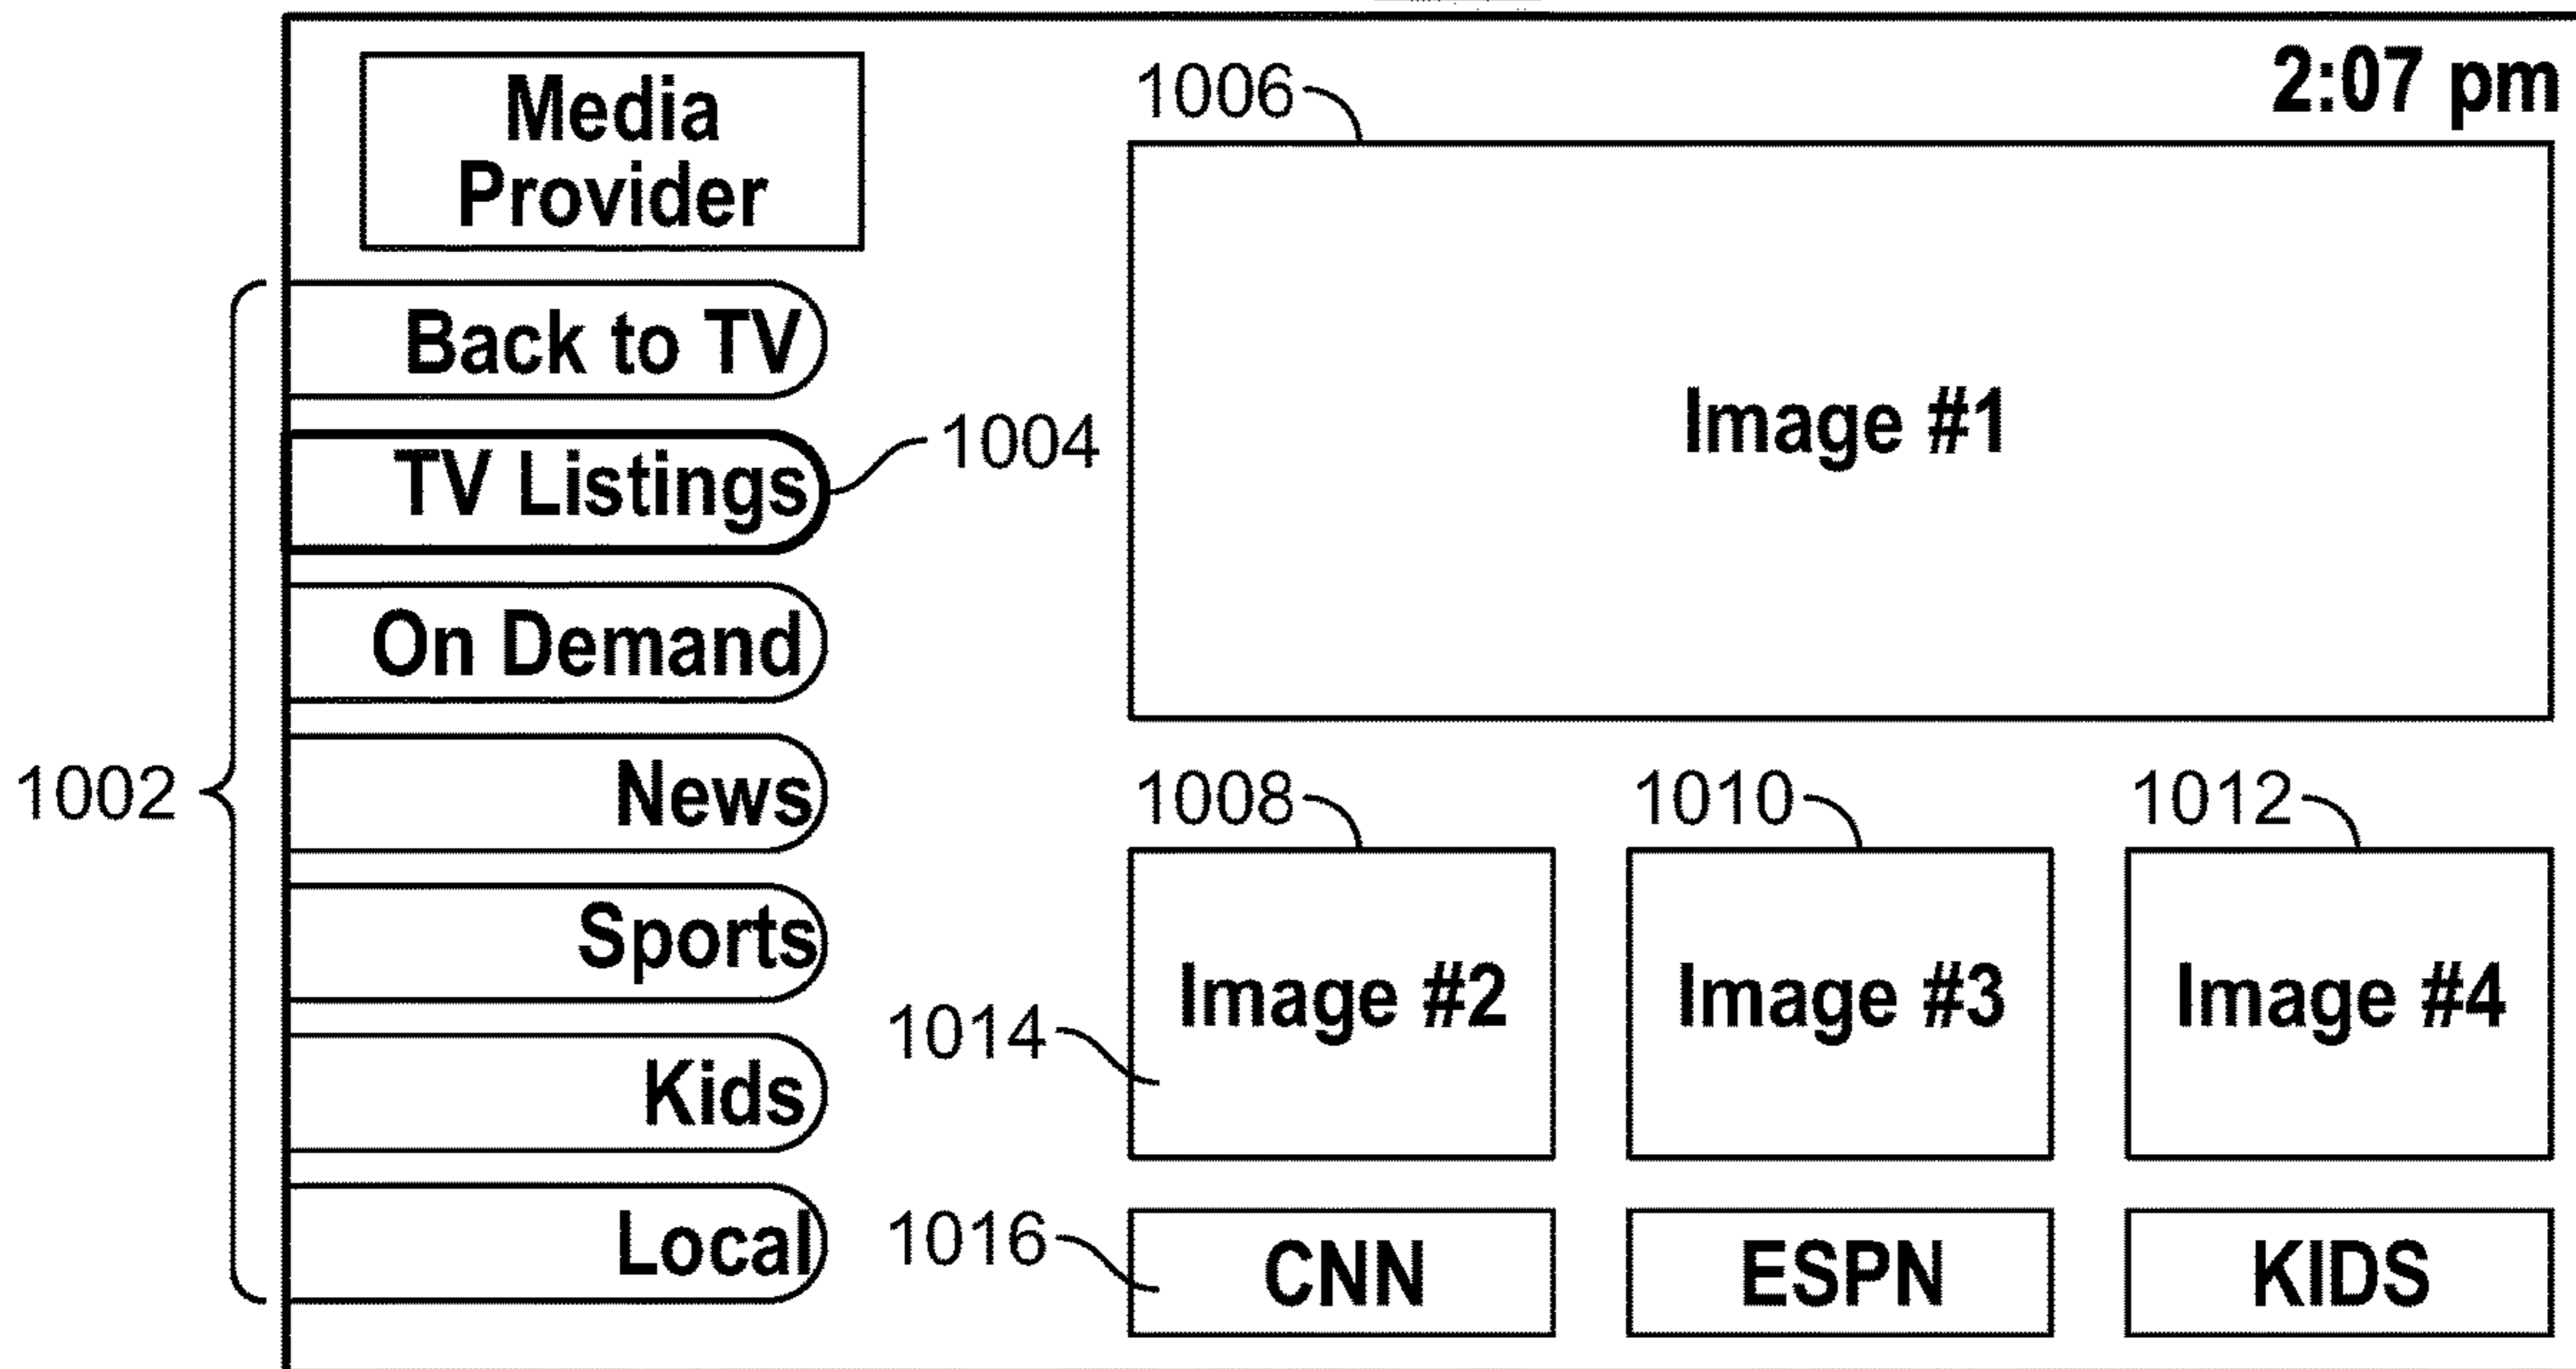 2:07 pm
Media
Provider
1006
Back to TV
TV Listings
1004
Image #1
On Demand
News
1002
1008
1010
1012
Sports
Image #2
Image #3
Image #4
1014
Kids
Local
1016
CNN
ESPN
KIDS